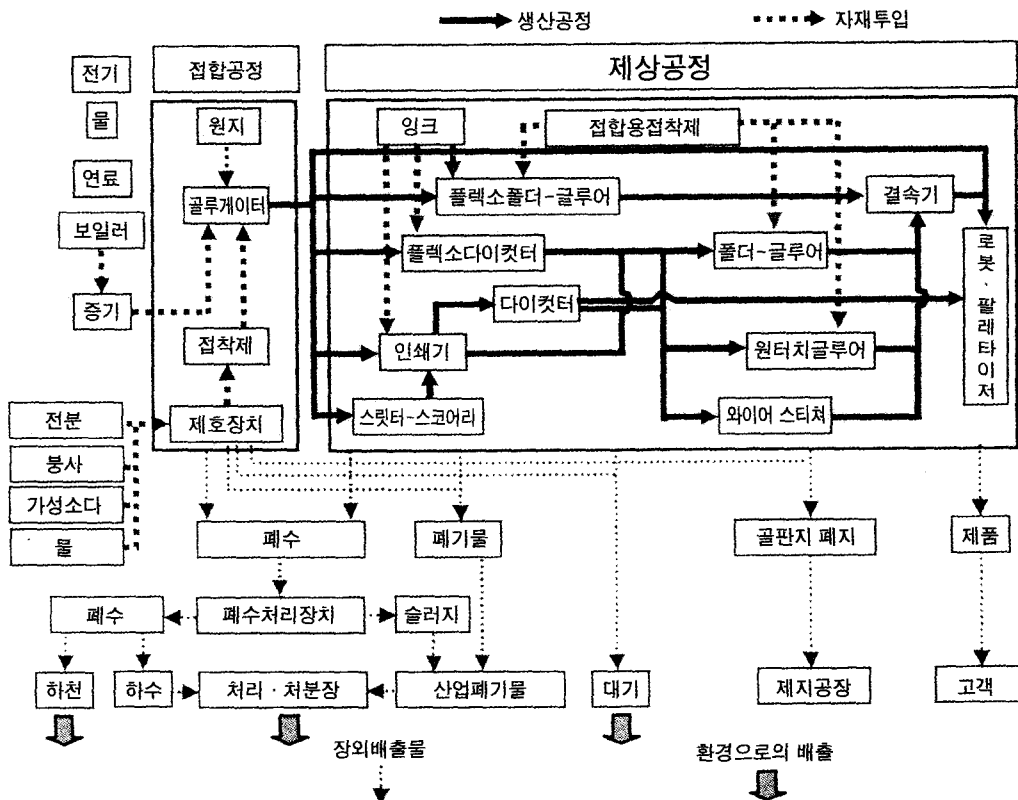 생산공정
자재투입
전기
접합공정
제상공정
물
원지
잉크
접합용접착제
연료
골루게이터
플렉소폴더-글루어
결속기
보일러
플렉소다이컷터
폴더-글루어
로봇·팔레타이저
증기
다이컷터
접착제
인쇄기
원터치글루어
전분
제호장치
스릿터-스코어러
와이어 스티쳐
붕사
가성소다
물
폐수
폐기물
골판지 폐지
제품
폐수
폐수처리장치
슬러지
하천
하수
처리·처분장
산업폐기물
대기
제지공장
고객
장외배출물
환경으로의 배출